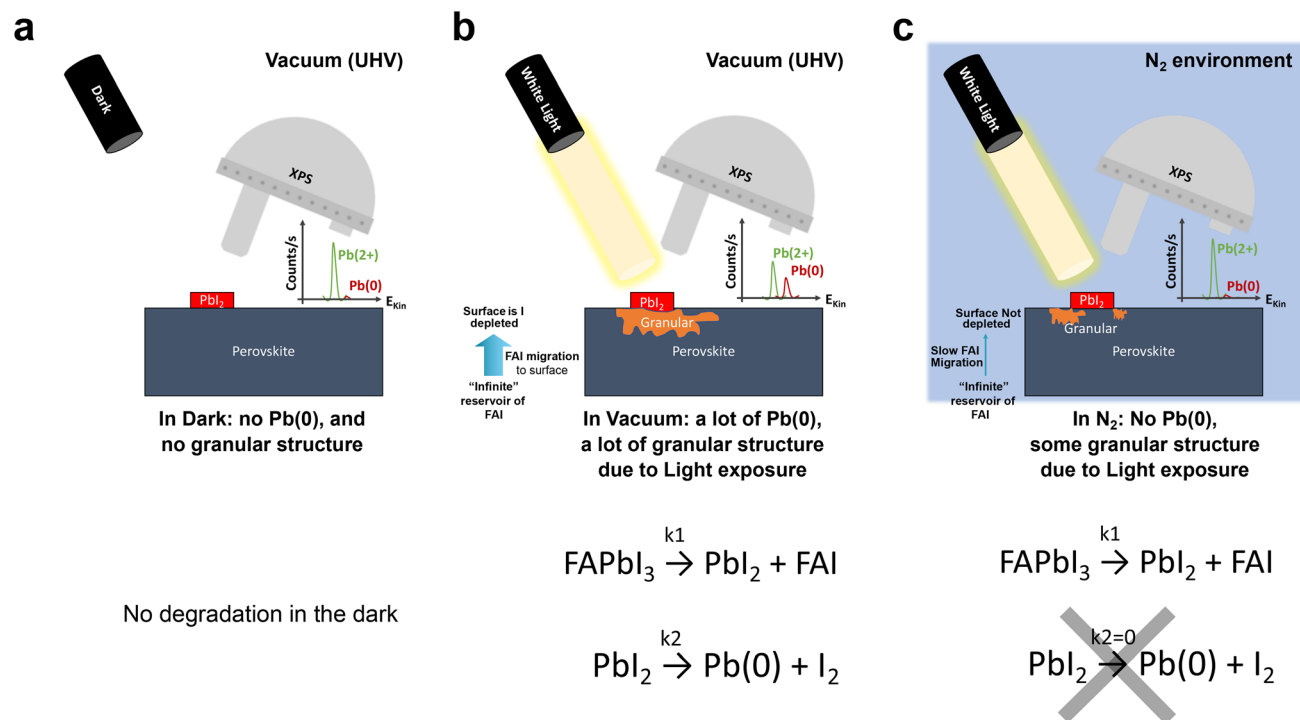 a
Vacuum (UHV)
Dark
XPS
Counts/s
Pb(2+)
Pb(0)
EKin
PbI2
Perovskite
In Dark: no Pb(0), and
no granular structure
No degradation in the dark
b
Vacuum (UHV)
White Light
XPS
Counts/s
Pb(2+)
Pb(0)
EKin
PbI2
Granular
Perovskite
Surface is I
depleted
FAI migration
to surface
“Infinite”
reservoir of
FAI
In Vacuum: a lot of Pb(0),
a lot of granular structure
due to Light exposure
k1
FAPbI3 → PbI2 + FAI
k2
PbI2 → Pb(0) + I2
c
N2 environment
White Light
XPS
Counts/s
Pb(2+)
Pb(0)
EKin
PbI2
Granular
Perovskite
Surface Not
depleted
Slow FAI
Migration
“Infinite”
reservoir of
FAI
In N2: No Pb(0),
some granular structure
due to Light exposure
k1
FAPbI3 → PbI2 + FAI
k2=0
PbI2 → Pb(0) + I2